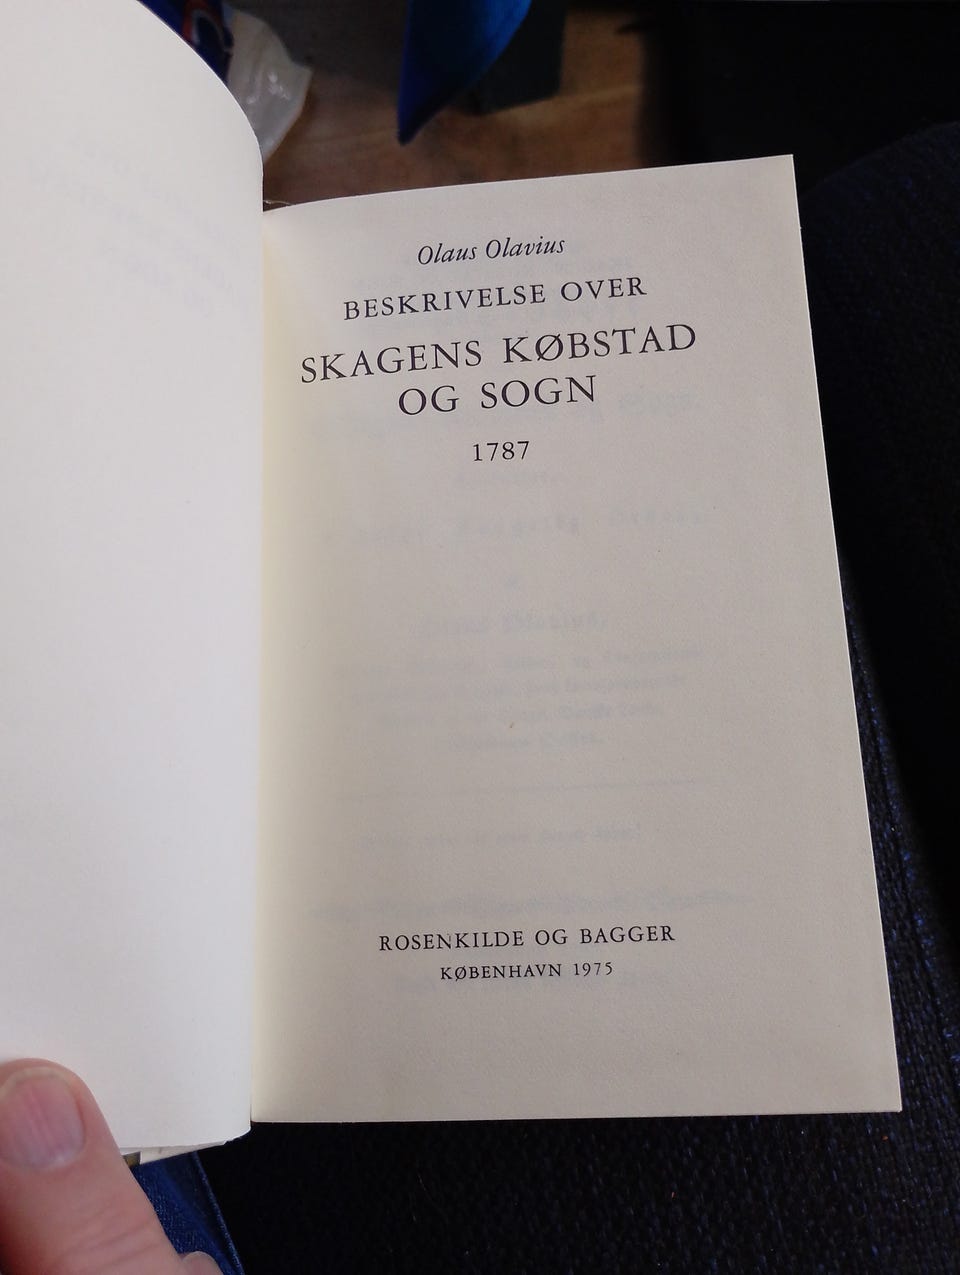 Olaus Olavius
BESKRIVELSE OVER
SKAGENS KØBSTAD
OG SOGN
1787
ROSENKILDE OG BAGGER
KØBENHAVN 1975